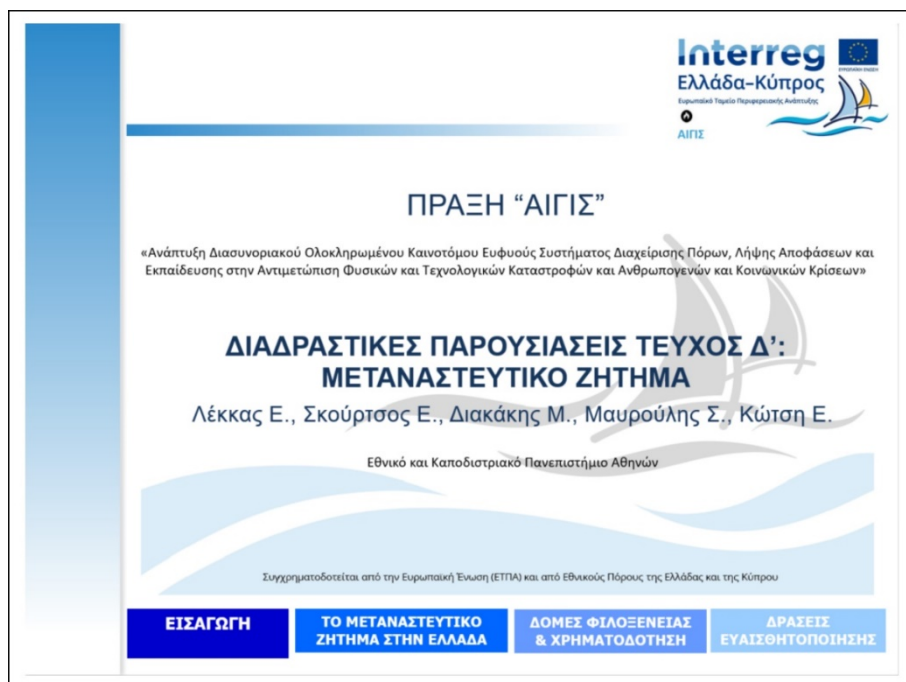 Interreg
ΕΥΡΩΠΑΪΚΗ ΕΝΩΣΗ
Ελλάδα-Κύπρος
Ευρωπαϊκό Ταμείο Περιφερειακής Ανάπτυξης
ΑΙΓΙΣ
ΠΡΑΞΗ “ΑΙΓΙΣ”
«Ανάπτυξη Διασυνοριακού Ολοκληρωμένου Καινοτόμου Ευφυούς Συστήματος Διαχείρισης Πόρων, Λήψης Αποφάσεων και
Εκπαίδευσης στην Αντιμετώπιση Φυσικών και Τεχνολογικών Καταστροφών και Ανθρωπογενών και Κοινωνικών Κρίσεων»
ΔΙΑΔΡΑΣΤΙΚΕΣ ΠΑΡΟΥΣΙΑΣΕΙΣ ΤΕΥΧΟΣ Δ’:
ΜΕΤΑΝΑΣΤΕΥΤΙΚΟ ΖΗΤΗΜΑ
Λέκκας Ε., Σκούρτσος Ε., Διακάκης Μ., Μαυρούλης Σ., Κώτση Ε.
Εθνικό και Καποδιστριακό Πανεπιστήμιο Αθηνών
Συγχρηματοδοτείται από την Ευρωπαϊκή Ένωση (ΕΤΠΑ) και από Εθνικούς Πόρους της Ελλάδας και της Κύπρου
ΕΙΣΑΓΩΓΗ
ΤΟ ΜΕΤΑΝΑΣΤΕΥΤΙΚΟ
ΖΗΤΗΜΑ ΣΤΗΝ ΕΛΛΑΔΑ
ΔΟΜΕΣ ΦΙΛΟΞΕΝΕΙΑΣ
& ΧΡΗΜΑΤΟΔΟΤΗΣΗ
ΔΡΑΣΕΙΣ
ΕΥΑΙΣΘΗΤΟΠΟΙΗΣΗΣ